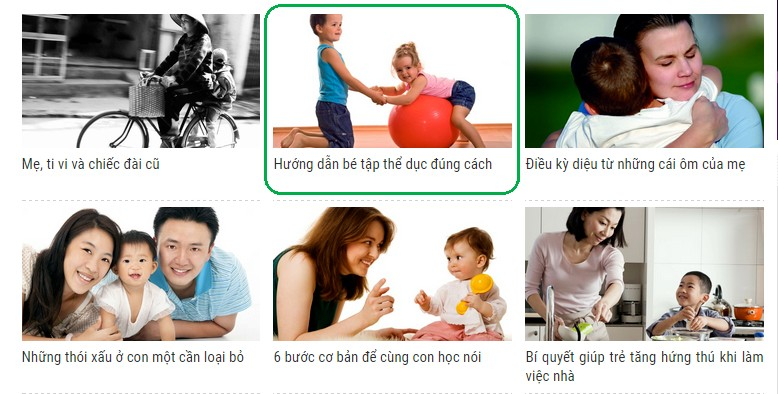 Mẹ, ti vi và chiếc đài cũ
Hướng dẫn bé tập thể dục đúng cách
Điều kỳ diệu từ những cái ôm của mẹ
Những thói xấu ở con một cần loại bỏ
6 bước cơ bản để cùng con học nói
Bí quyết giúp trẻ tăng hứng thú khi làm
việc nhà